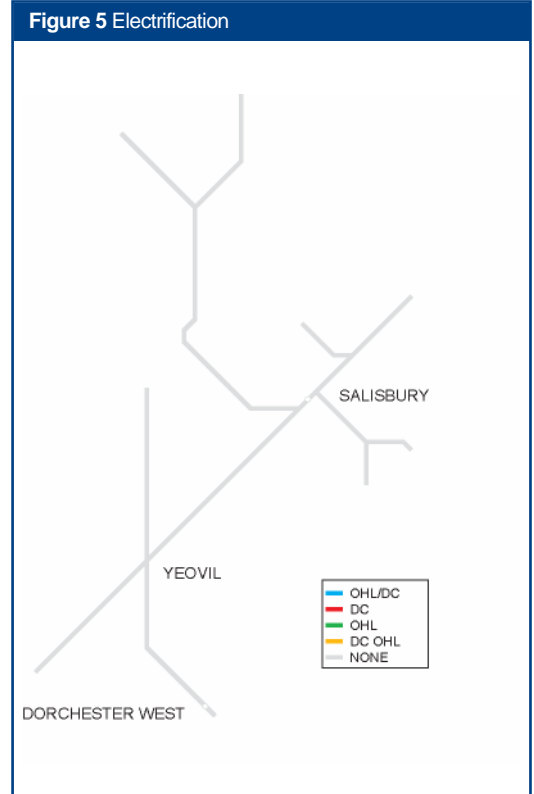 Figure 5 Electrification
SALISBURY
YEOVIL
OHL/DC
DC
OHL
DC OHL
NONE
DORCHESTER WEST